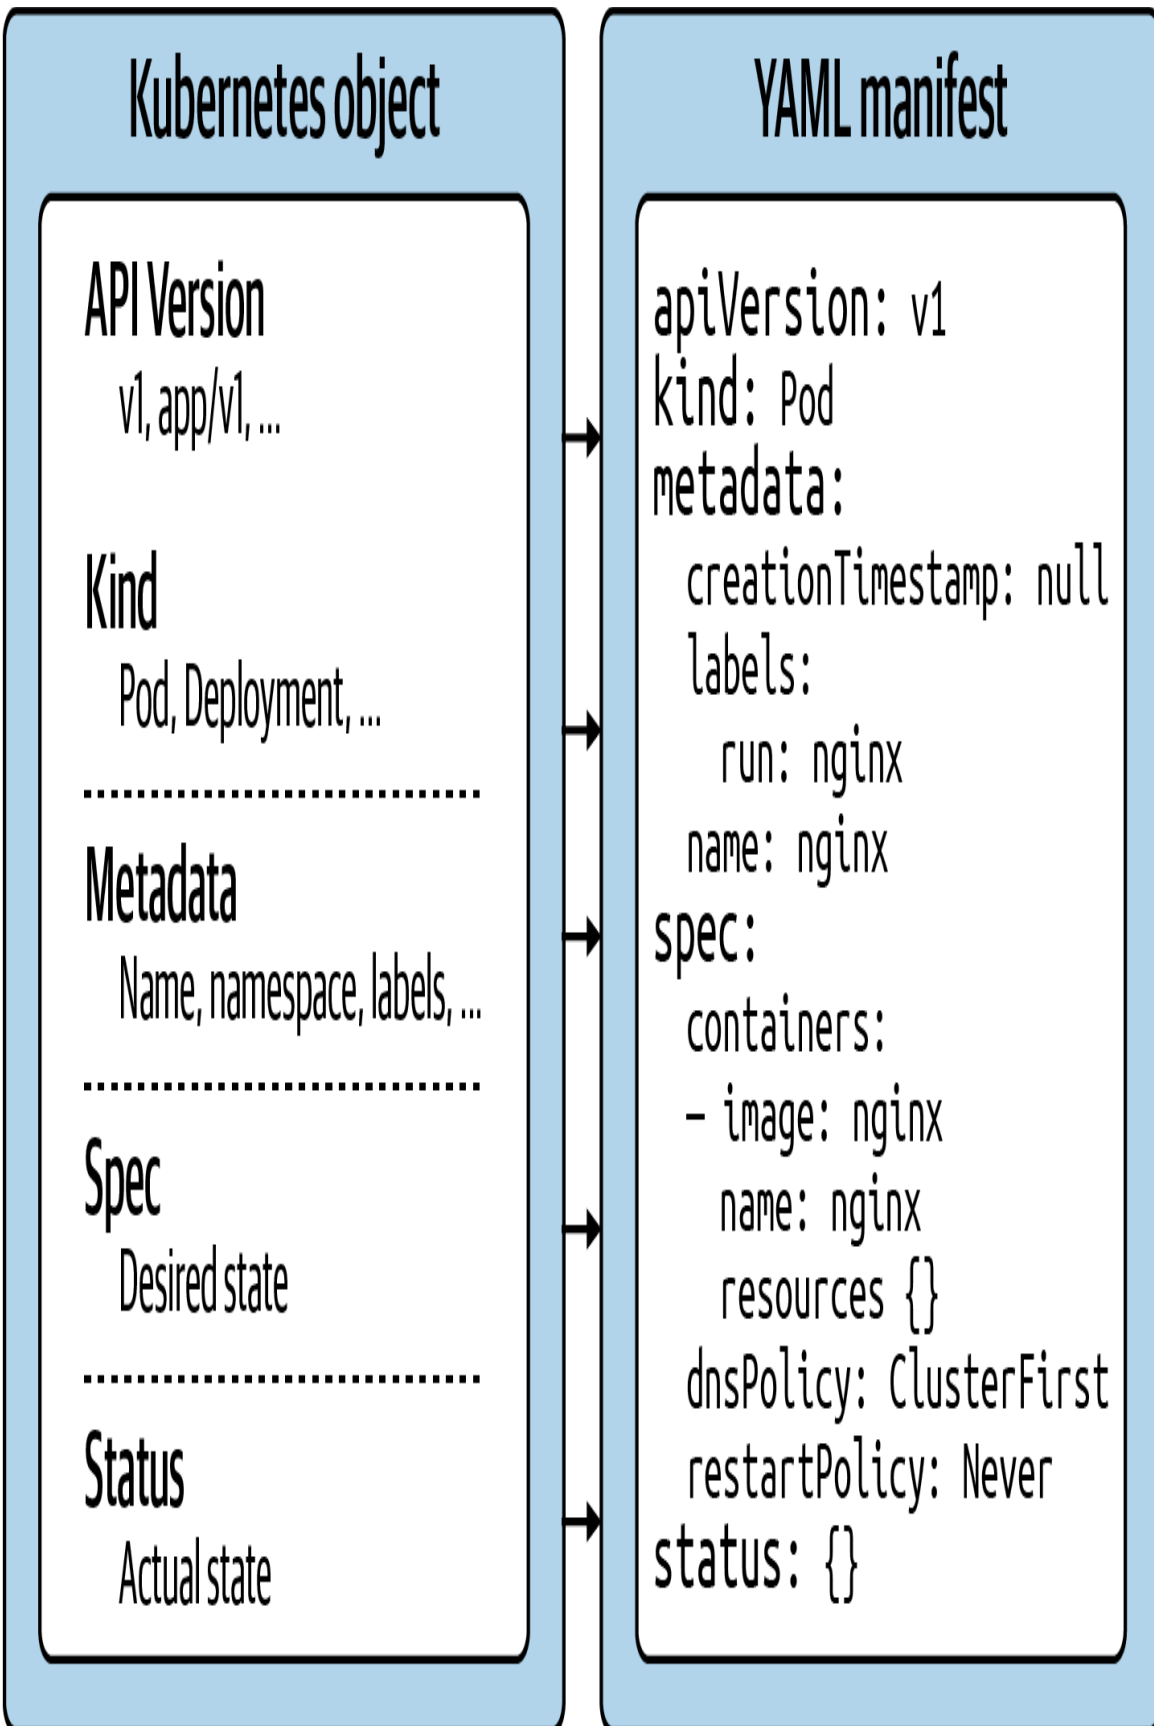 Kubernetes object
API Version
v1, app/v1, ...
Kind
Pod, Deployment, ...
Metadata
Name, namespace, labels, ...
Spec
Desired state
Status
Actual state
YAML manifest
apiVersion: v1
kind: Pod
metadata:
  creationTimestamp: null
  labels:
    run: nginx
  name: nginx
spec:
  containers:
  – image: nginx
    name: nginx
    resources {}
  dnsPolicy: ClusterFirst
  restartPolicy: Never
status: {}